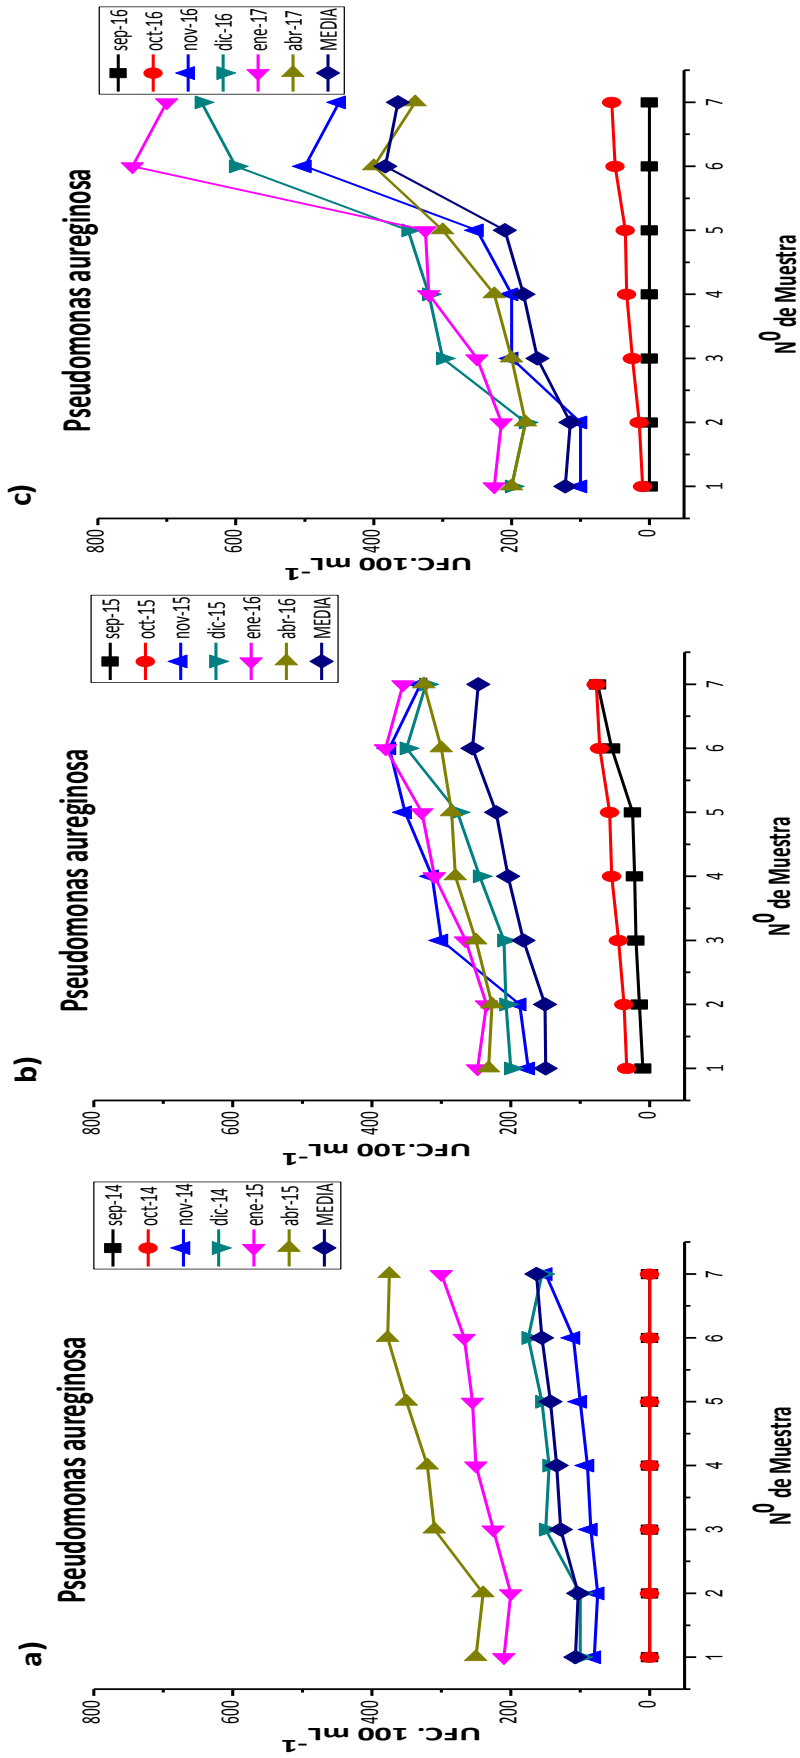 a)
Pseudomonas aureginosa
sep-14
oct-14
nov-14
dic-14
ene-15
abr-15
MEDIA
UFC. 100 mL⁻¹
800
600
400
200
0
1 2 3 4 5 6 7
N⁰ de Muestra
b)
Pseudomonas aureginosa
sep-15
oct-15
nov-15
dic-15
ene-16
abr-16
MEDIA
UFC.100 mL⁻¹
800
600
400
200
0
1 2 3 4 5 6 7
N⁰ de Muestra
c)
Pseudomonas aureginosa
sep-16
oct-16
nov-16
dic-16
ene-17
abr-17
MEDIA
UFC.100 mL⁻¹
800
600
400
200
0
1 2 3 4 5 6 7
N⁰ de Muestra